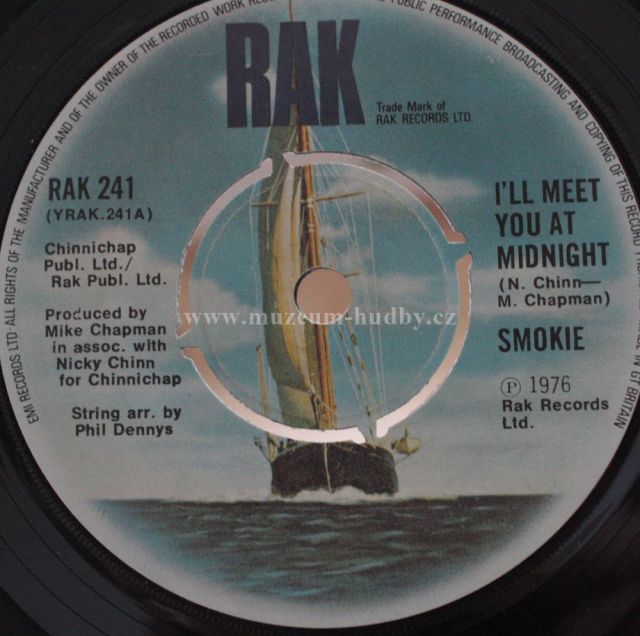 EMI RECORDS LTD·ALL RIGHTS OF THE MANUFACTURER AND OF THE OWNER OF THE RECORDED WORK
PUBLIC PERFORMANCE BROADCASTING AND COPYING OF THIS
IN GT BRITAIN
RAK
Trade Mark of
RAK RECORDS LTD.
RAK 241
(YRAK.241A)
Chinnichap
Publ. Ltd./
Rak Publ. Ltd.
Produced by
Mike Chapman
in assoc. with
Nicky Chinn
for Chinnichap
String arr. by
Phil Dennys
I'LL MEET
YOU AT
MIDNIGHT
(N. Chinn—
M. Chapman)
SMOKIE
℗ 1976
Rak Records
Ltd.
www.muzeum-hudby.cz